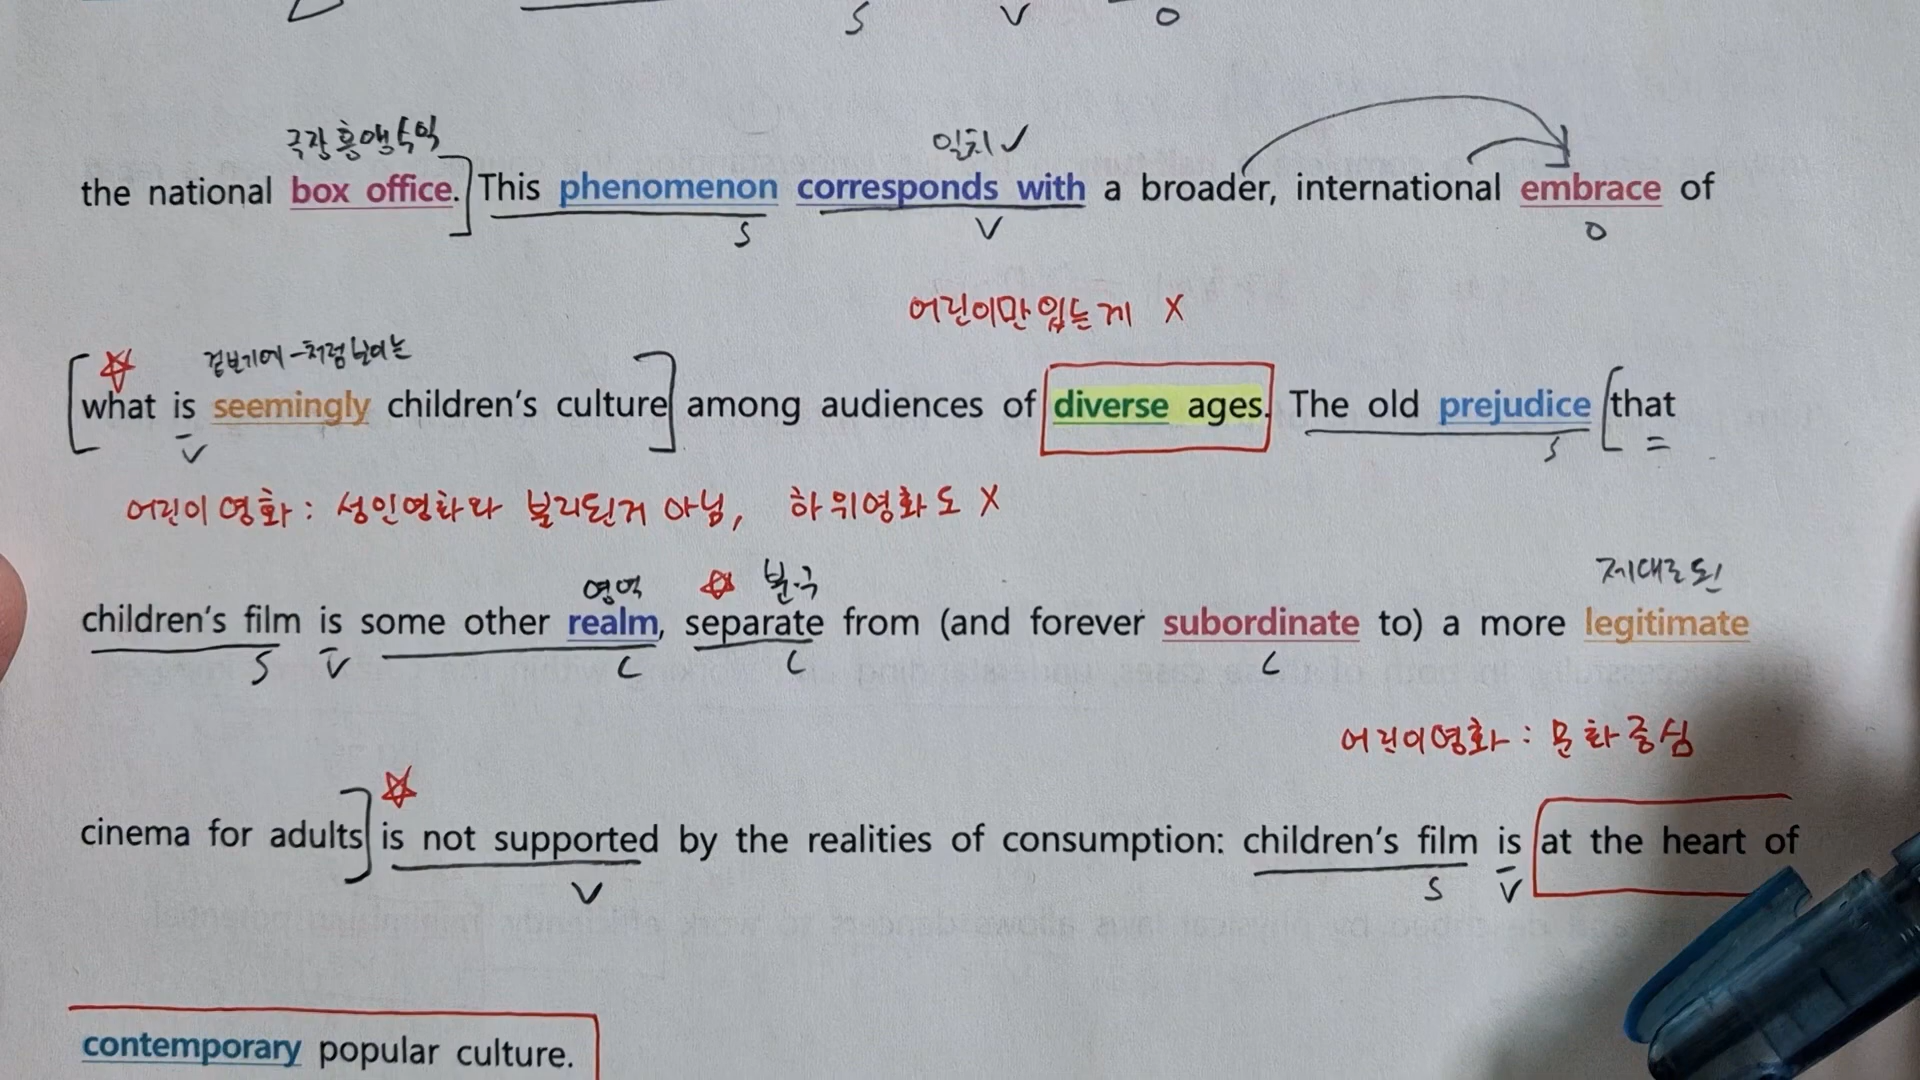 S V O
극장 흥행수익 일치
the national box office. This phenomenon corresponds with a broader, international embrace of
S V O
어린이만 입는게 X
겉보기에 -처럼 보이는
what is seemingly children's culture among audiences of diverse ages. The old prejudice that
V S =
어린이 영화 : 성인영화와 분리된거 아님, 하위영화도 X
영역 분리 제대로 된
children's film is some other realm, separate from (and forever subordinate to) a more legitimate
S V C C C
어린이영화 : 문화중심
cinema for adults is not supported by the realities of consumption: children's film is at the heart of
V S V
contemporary popular culture.